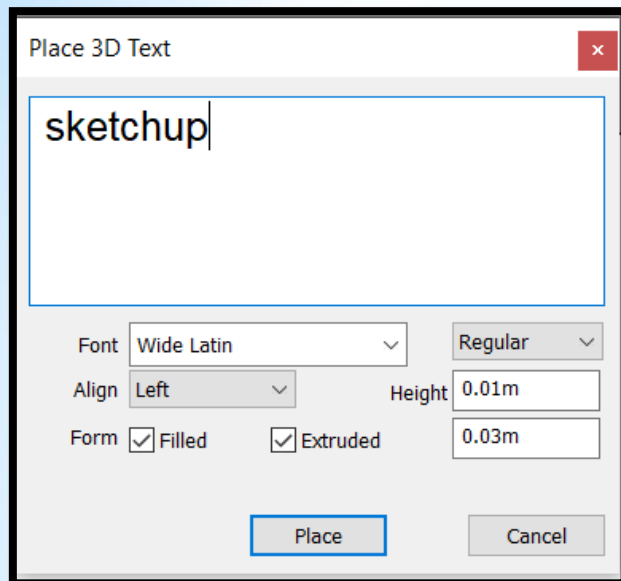 Place 3D Text
sketchup
Font Wide Latin Regular
Align Left Height 0.01m
Form Filled Extruded 0.03m
Place Cancel